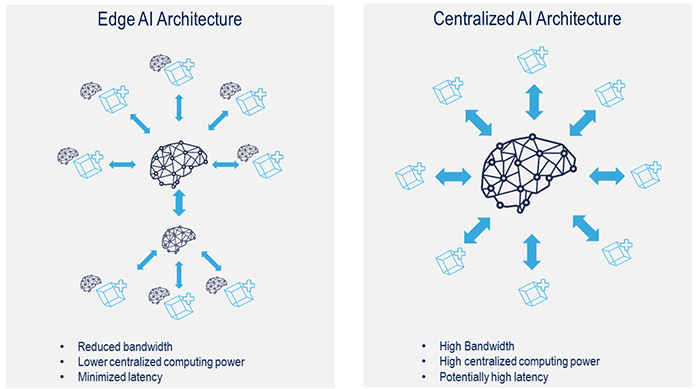 Edge AI Architecture
• Reduced bandwidth
• Lower centralized computing power
• Minimized latency
Centralized AI Architecture
• High Bandwidth
• High centralized computing power
• Potentially high latency